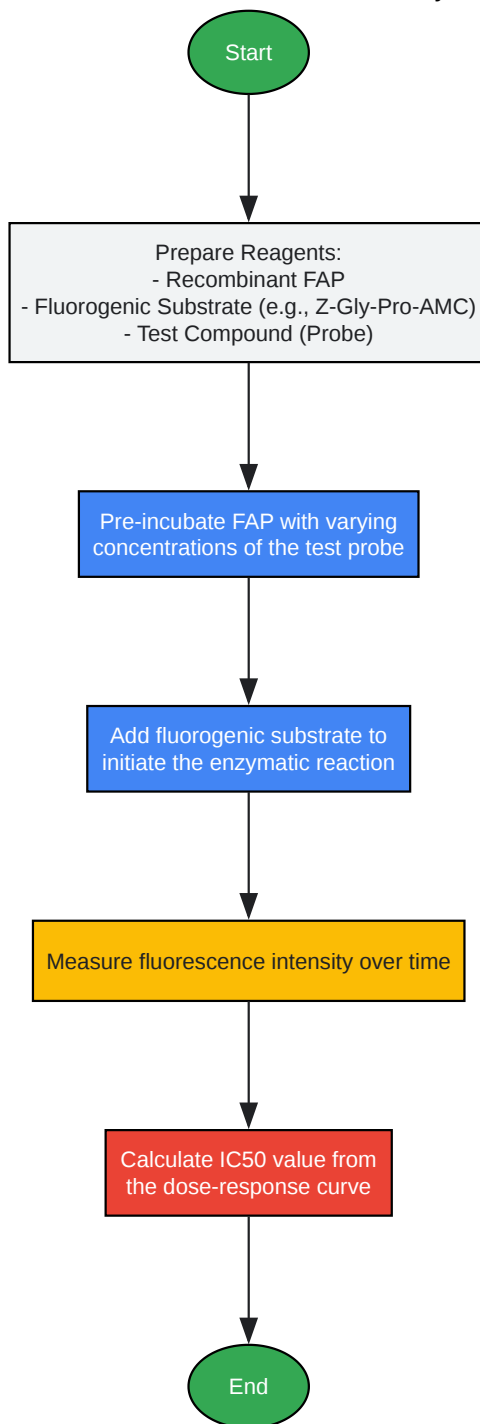 Start
Prepare Reagents:
- Recombinant FAP
- Fluorogenic Substrate (e.g., Z-Gly-Pro-AMC)
- Test Compound (Probe)
Pre-incubate FAP with varying
concentrations of the test probe
Add fluorogenic substrate to
initiate the enzymatic reaction
Measure fluorescence intensity over time
Calculate IC50 value from
the dose-response curve
End